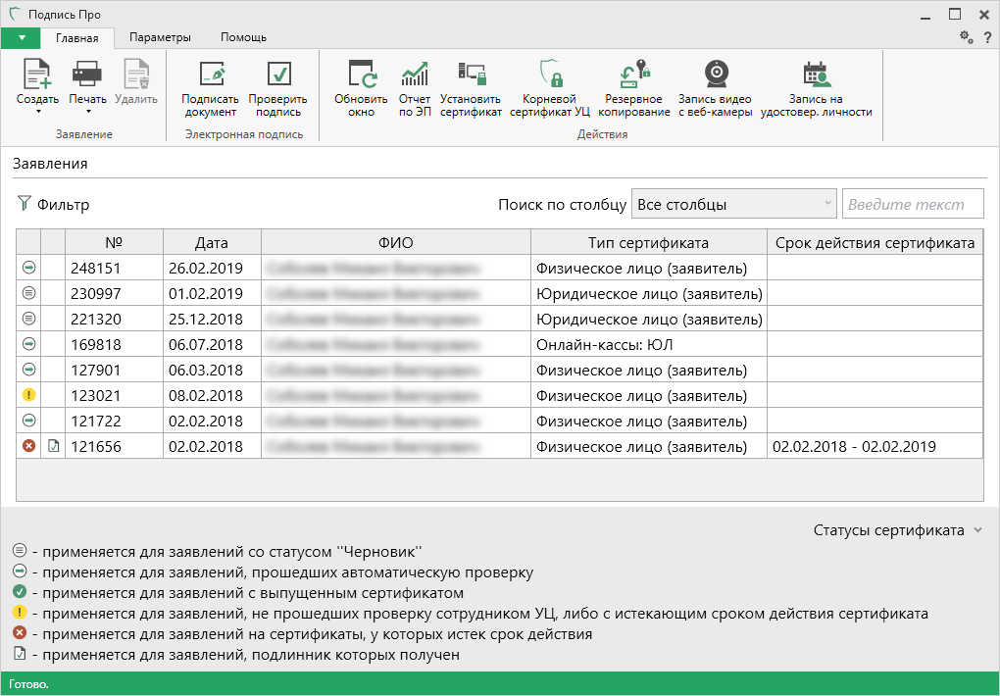 Подпись Про
Главная Параметры Помощь
?
Создать Печать Удалить
Заявление
Подписать документ Проверить подпись
Электронная подпись
Обновить окно Отчет по ЭП Установить сертификат Корневой сертификат УЦ Резервное копирование Запись видео с веб-камеры Запись на удостовер. личности
Действия
Заявления
Фильтр Поиск по столбцу Все столбцы Введите текст
№ Дата ФИО Тип сертификата Срок действия сертификата
248151 26.02.2019 Физическое лицо (заявитель)
230997 01.02.2019 Юридическое лицо (заявитель)
221320 25.12.2018 Юридическое лицо (заявитель)
169818 06.07.2018 Онлайн-кассы: ЮЛ
127901 06.03.2018 Физическое лицо (заявитель)
123021 08.02.2018 Физическое лицо (заявитель)
121722 02.02.2018 Физическое лицо (заявитель)
121656 02.02.2018 Физическое лицо (заявитель) 02.02.2018 - 02.02.2019
Статусы сертификата
- применяется для заявлений со статусом ''Черновик''
- применяется для заявлений, прошедших автоматическую проверку
- применяется для заявлений с выпущенным сертификатом
- применяется для заявлений, не прошедших проверку сотрудником УЦ, либо с истекающим сроком действия сертификата
- применяется для заявлений на сертификаты, у которых истек срок действия
- применяется для заявлений, подлинник которых получен
Готово.